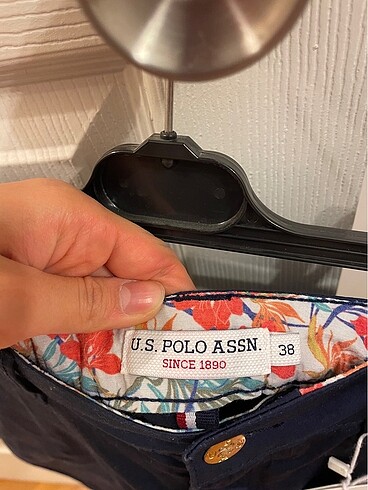 U.S. POLO ASSN.
SINCE 1890
38